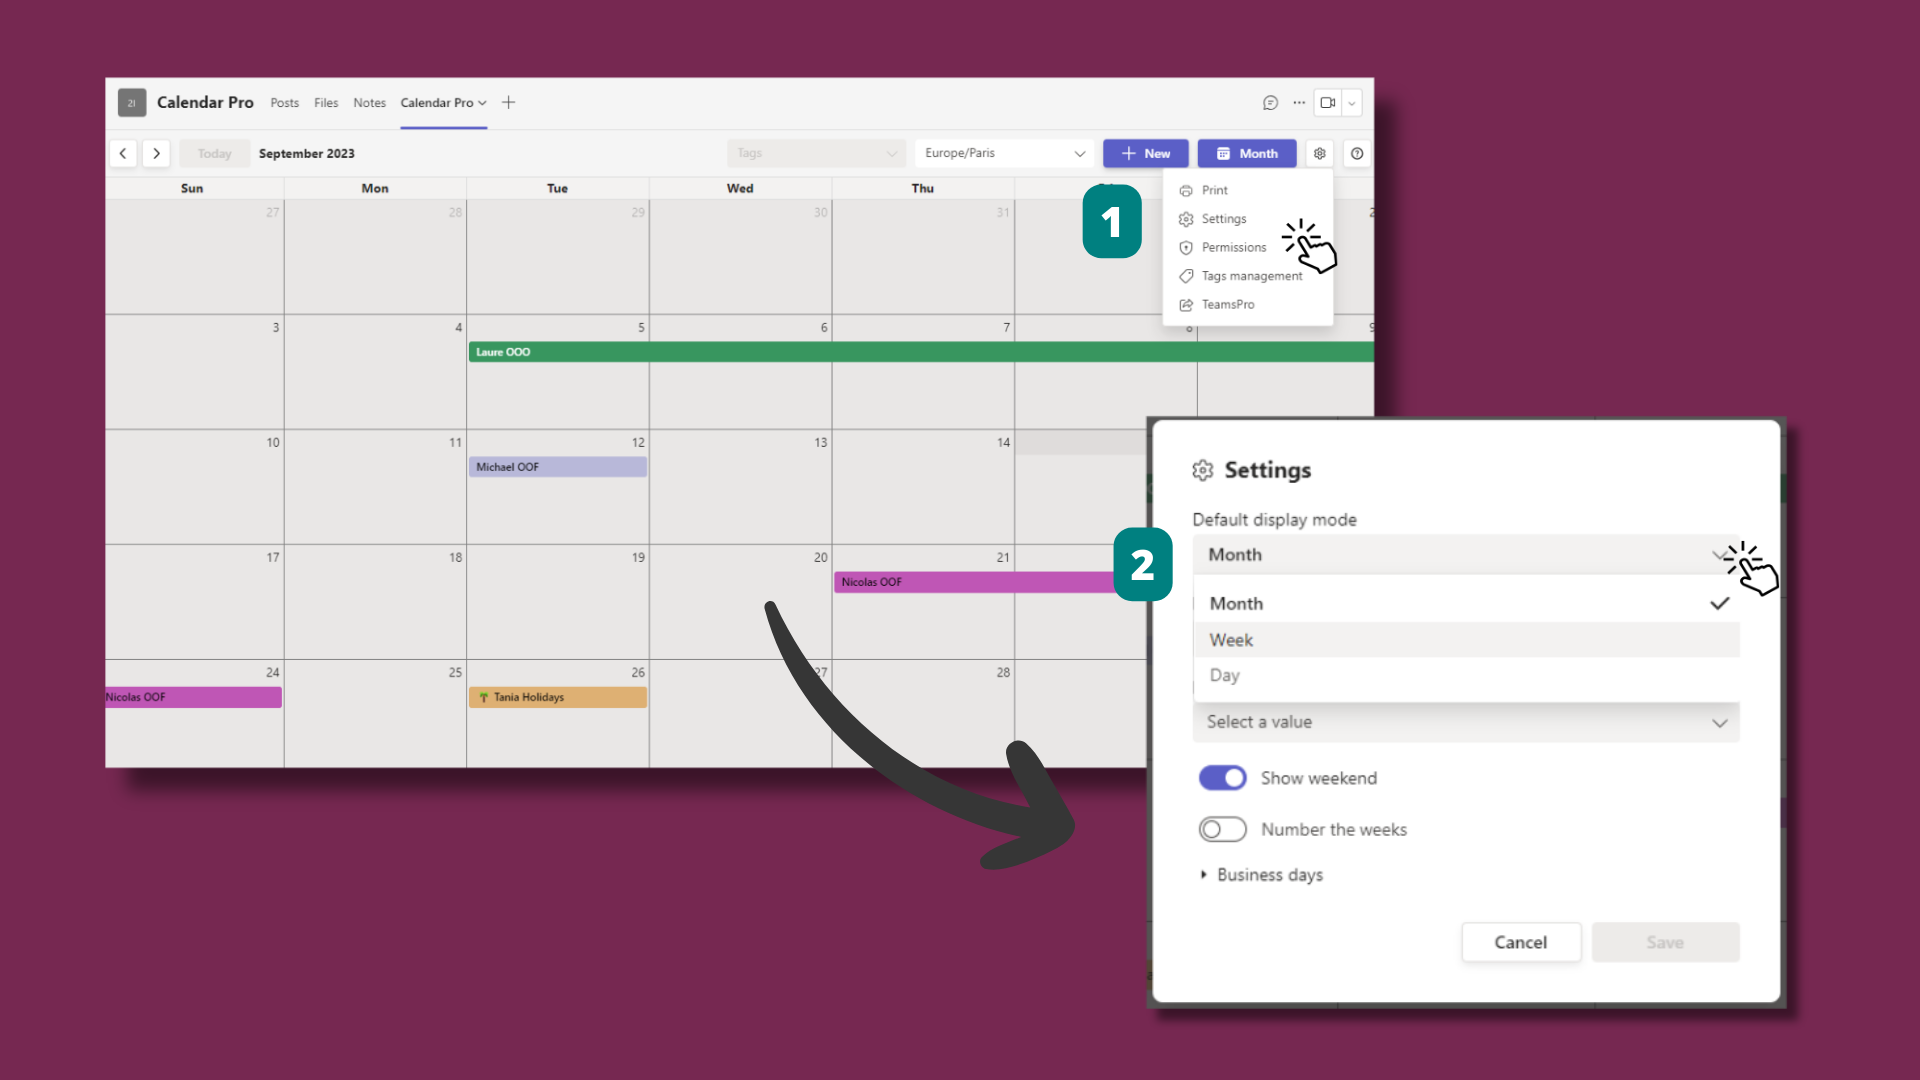 21 Calendar Pro Posts Files Notes Calendar Pro
Today September 2023 Tags Europe/Paris New Month
Sun Mon Tue Wed Thu
27 28 29 30 31 2
1
Print
Settings
Permissions
Tags management
TeamsPro
3 4 5 6 7 8 9
Laure OOO
10 11 12 13 14
Michael OOF
17 18 19 20 21
Nicolas OOF
24 25 26 27 28
Nicolas OOF Tania Holidays
2
Settings
Default display mode
Month
Month
Week
Day
Select a value
Show weekend
Number the weeks
Business days
Cancel Save